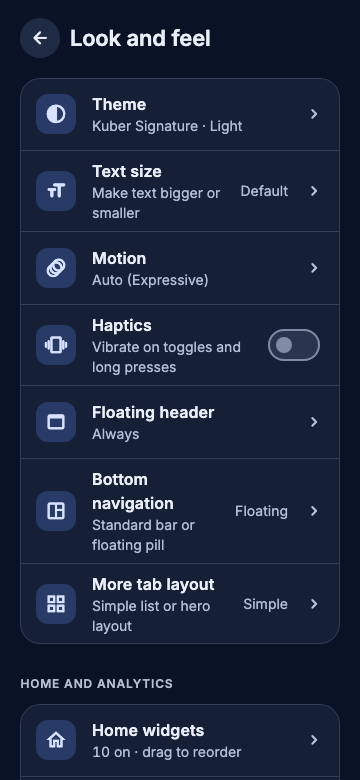 Look and feel
Theme
Kuber Signature · Light
Text size
Make text bigger or
smaller
Default
Motion
Auto (Expressive)
Haptics
Vibrate on toggles and
long presses
Floating header
Always
Bottom
navigation
Standard bar or
floating pill
Floating
More tab layout
Simple list or hero
layout
Simple
HOME AND ANALYTICS
Home widgets
10 on · drag to reorder